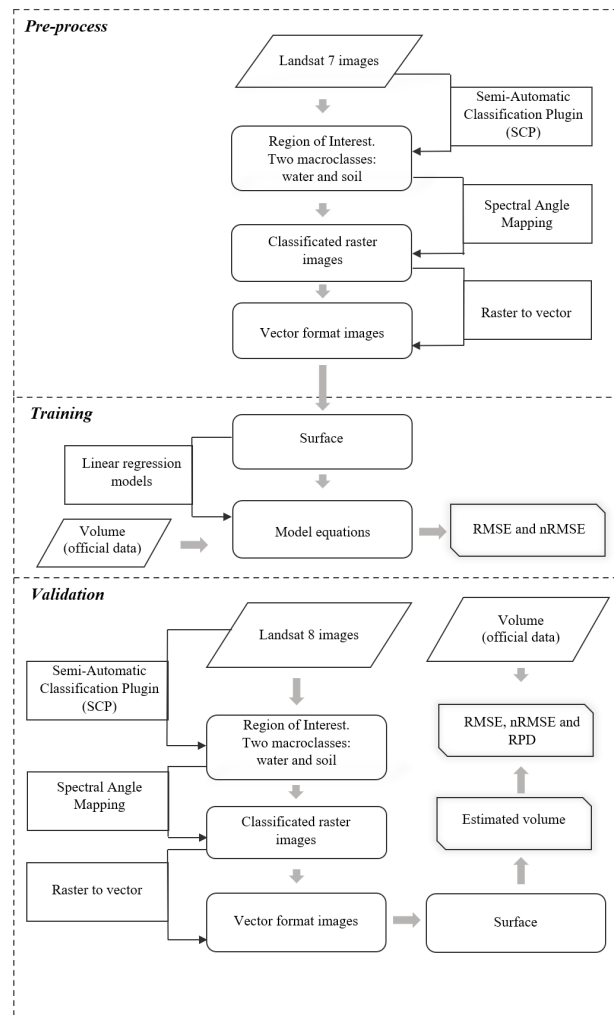 Pre-process
Landsat 7 images
Semi-Automatic
Classification Plugin
(SCP)
Region of Interest.
Two macroclasses:
water and soil
Spectral Angle
Mapping
Classificated raster
images
Raster to vector
Vector format images
Training
Surface
Linear regression
models
Volume
(official data)
Model equations
RMSE and nRMSE
Validation
Landsat 8 images
Volume
(official data)
Semi-Automatic
Classification Plugin
(SCP)
Region of Interest.
Two macroclasses:
water and soil
RMSE, nRMSE and
RPD
Spectral Angle
Mapping
Classificated raster
images
Estimated volume
Raster to vector
Vector format images
Surface